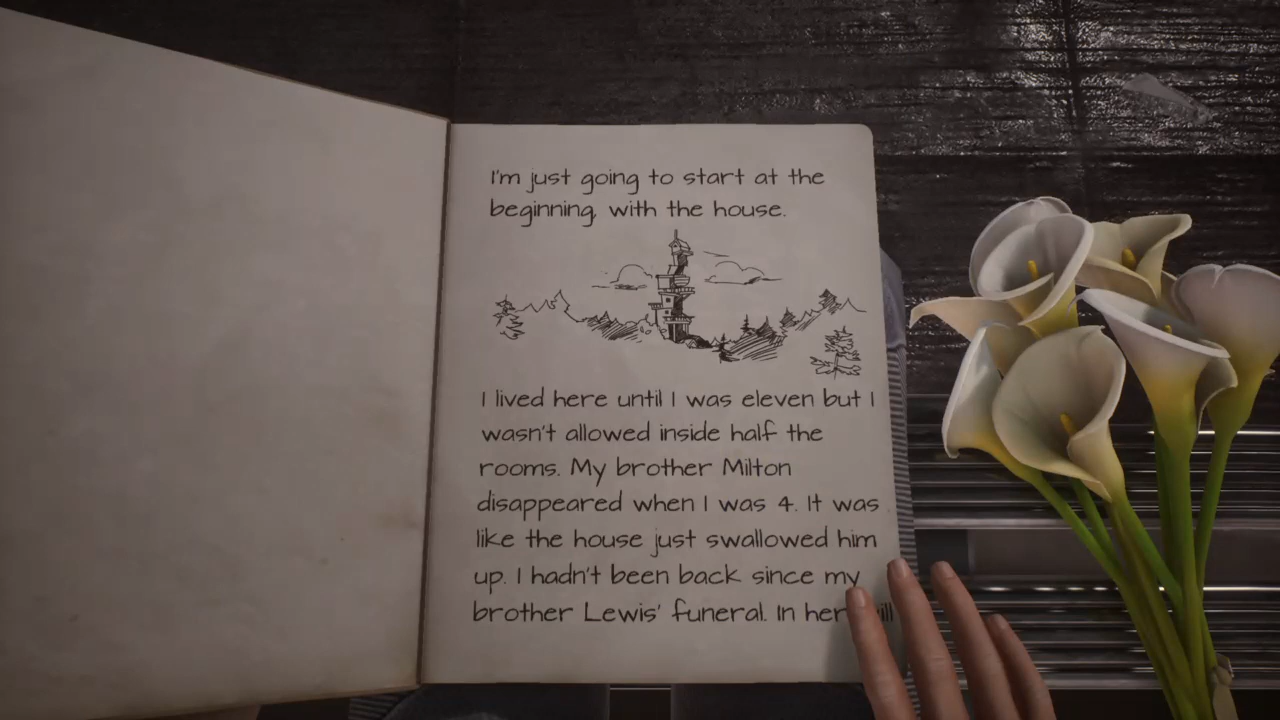 I'm just going to start at the
beginning, with the house.
I lived here until I was eleven but I
wasn't allowed inside half the
rooms. My brother Milton
disappeared when I was 4. It was
like the house just swallowed him
up. I hadn't been back since my
brother Lewis' funeral. In her